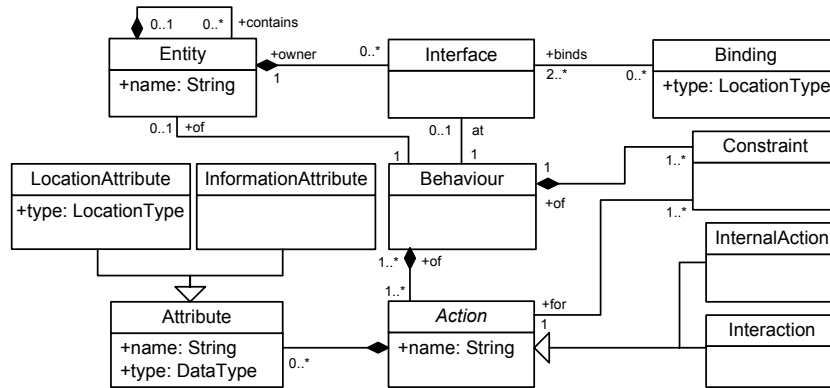 +contains
0..1 0..*
Entity
+name: String
+owner
1
0..*
Interface
+binds
2..*
0..*
Binding
+type: LocationType
0..1 +of
1
0..1 at
1
LocationAttribute
+type: LocationType
InformationAttribute
Behaviour
1
+of
1..*
Constraint
1..*
1..* +of
1..*
InternalAction
Attribute
+name: String
+type: DataType
0..*
Action
+name: String
+for
1
Interaction